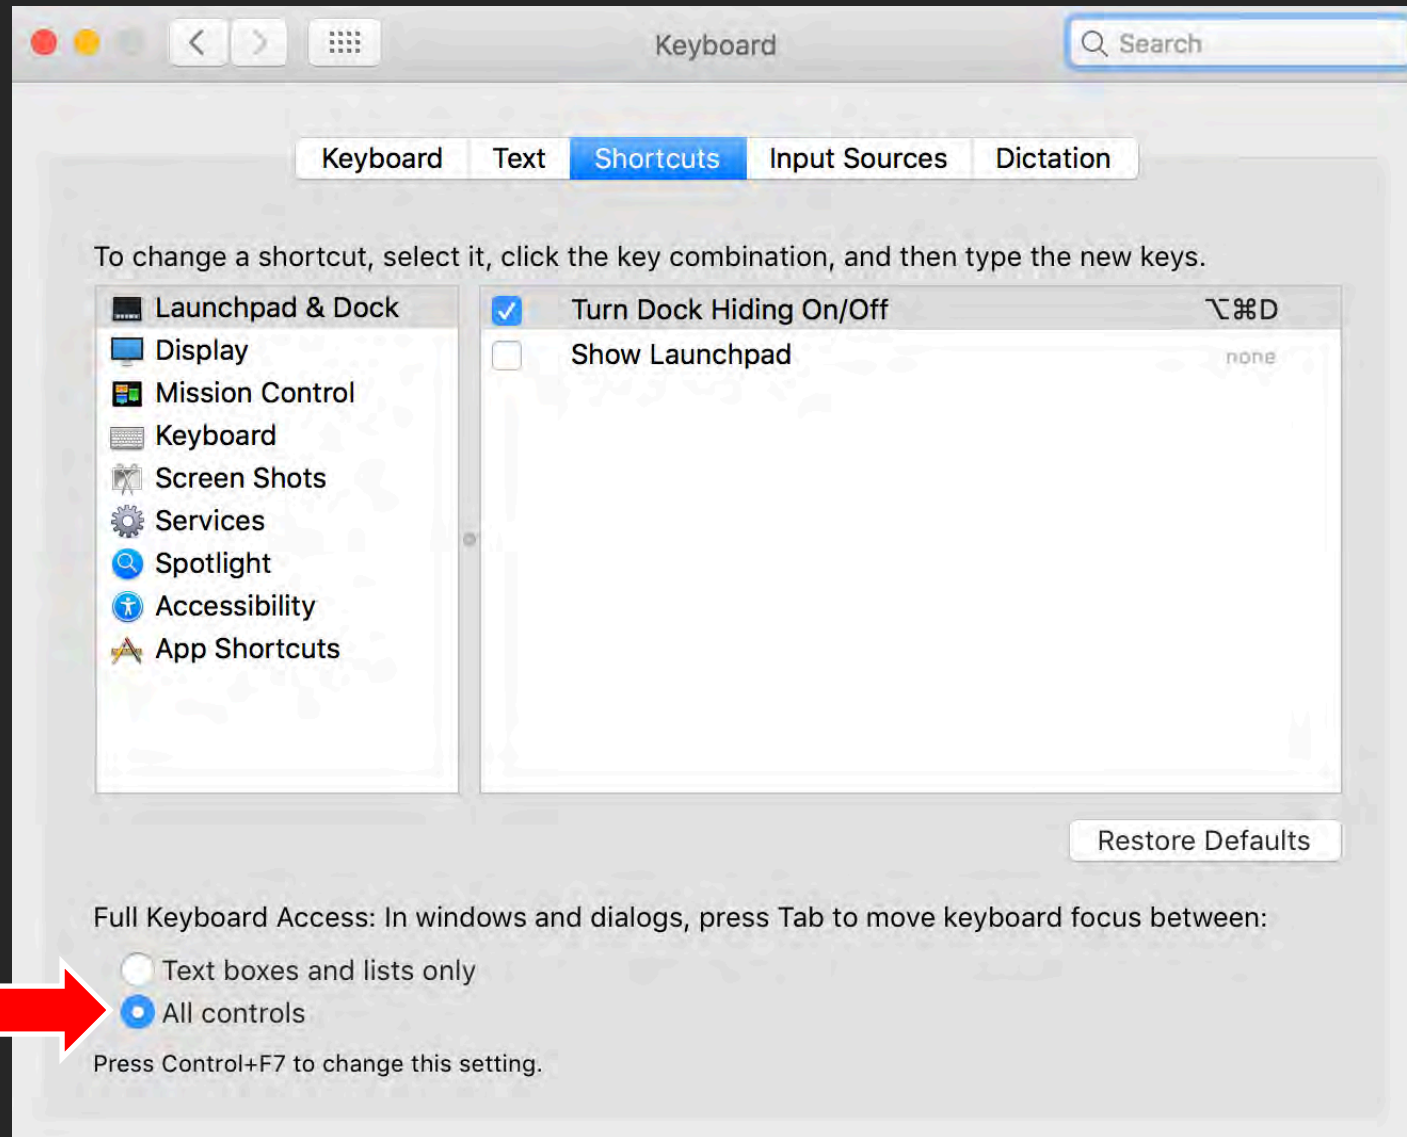 Keyboard
Search
Keyboard Text Shortcuts Input Sources Dictation
To change a shortcut, select it, click the key combination, and then type the new keys.
Launchpad & Dock
Display
Mission Control
Keyboard
Screen Shots
Services
Spotlight
Accessibility
App Shortcuts
Turn Dock Hiding On/Off ⌥⌘D
Show Launchpad none
Restore Defaults
Full Keyboard Access: In windows and dialogs, press Tab to move keyboard focus between:
Text boxes and lists only
All controls
Press Control+F7 to change this setting.